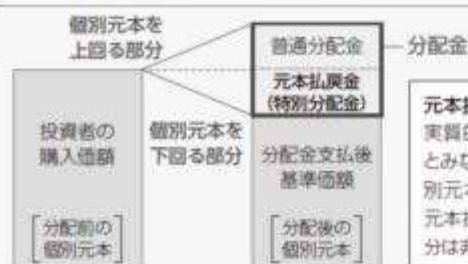 個別元本を
上回る部分
普通分配金
分配金
元本払戻金
(特別分配金)
投資者の
購入価額
個別元本を
下回る部分
分配金支払後
基準価額
分配前の
個別元本
分配後の
個別元本
元本
実質
とみな
別元本
元本払
分は非